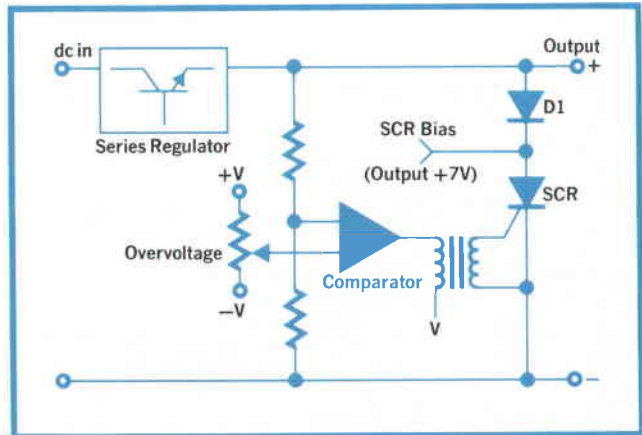 dc in
Output
+
D1
SCR Bias
(Output +7V)
Series Regulator
SCR
+V
Overvoltage
Comparator
–V
V
–